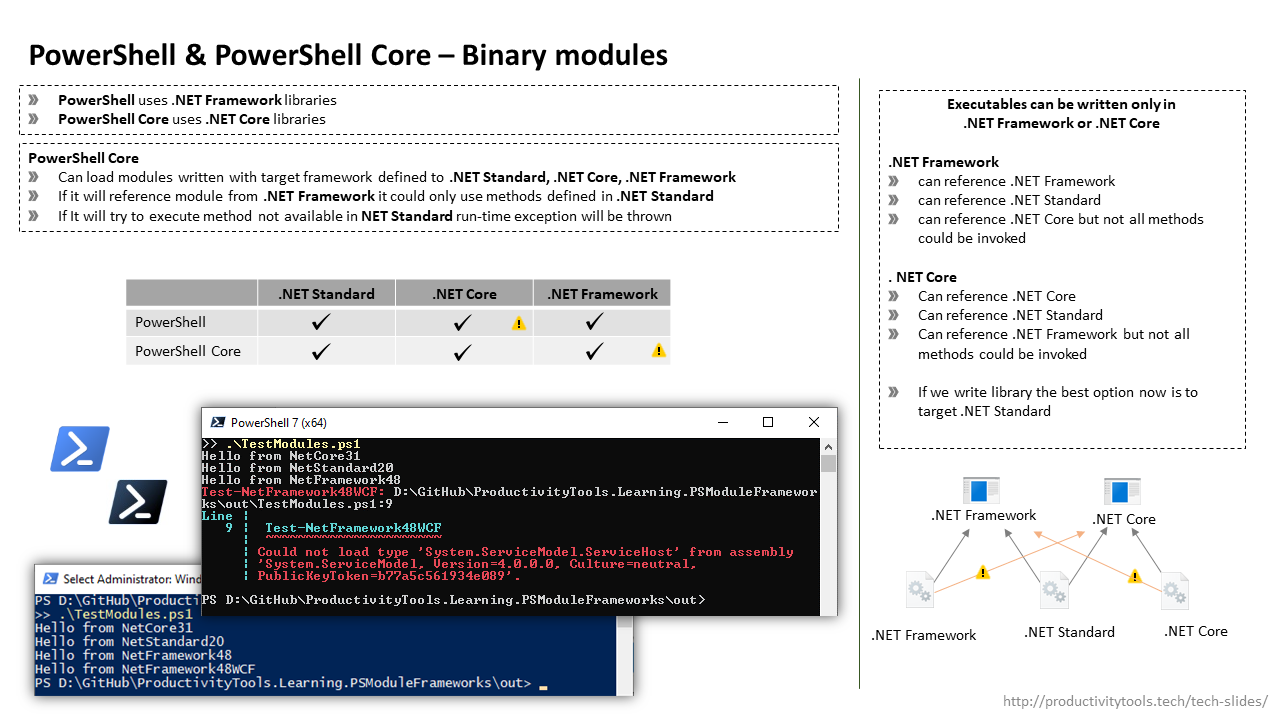 PowerShell & PowerShell Core – Binary modules
PowerShell uses .NET Framework libraries
PowerShell Core uses .NET Core libraries
PowerShell Core
Can load modules written with target framework defined to .NET Standard, .NET Core, .NET Framework
If it will reference module from .NET Framework it could only use methods defined in .NET Standard
If It will try to execute method not available in NET Standard run-time exception will be thrown
.NET Standard .NET Core .NET Framework
PowerShell ✓ ✓ ✓
PowerShell Core ✓ ✓ ✓
PowerShell 7 (x64)
>> .\TestModules.ps1
Hello from NetCore31
Hello from NetStandard20
Hello from NetFramework48
Test-NetFramework48WCF: D:\GitHub\ProductivityTools.Learning.PSModuleFramewor
ks\out\TestModules.ps1:9
Line |
9 | Test-NetFramework48WCF
| ~~~~~~~~~~~~~~~~~~~~~~
| Could not load type 'System.ServiceModel.ServiceHost' from assembly
| 'System.ServiceModel, Version=4.0.0.0, Culture=neutral,
| PublicKeyToken=b77a5c561934e089'.
PS D:\GitHub\ProductivityTools.Learning.PSModuleFrameworks\out>
Select Administrator: Wind
PS D:\GitHub\Producti
>> .\TestModules.ps1
Hello from NetCore31
Hello from NetStandard20
Hello from NetFramework48
Hello from NetFramework48WCF
PS D:\GitHub\ProductivityTools.Learning.PSModuleFrameworks\out> _
Executables can be written only in
.NET Framework or .NET Core
.NET Framework
can reference .NET Framework
can reference .NET Standard
can reference .NET Core but not all methods
could be invoked
. NET Core
Can reference .NET Core
Can reference .NET Standard
Can reference .NET Framework but not all
methods could be invoked
If we write library the best option now is to
target .NET Standard
.NET Framework
.NET Core
.NET Framework
.NET Standard
.NET Core
http://productivitytools.tech/tech-slides/